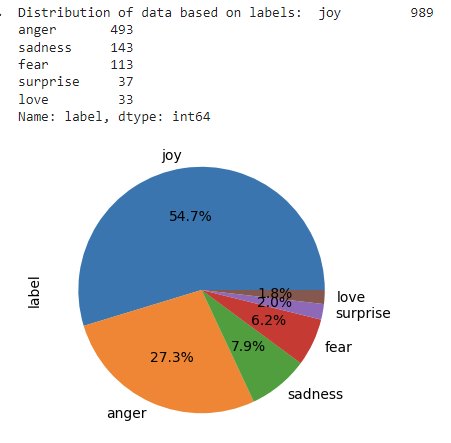 Distribution of data based on labels:  joy         989
anger       493
sadness     143
fear        113
surprise     37
love         33
Name: label, dtype: int64
joy
54.7%
label
1.8%
love
2.0%
surprise
6.2%
fear
7.9%
27.3%
sadness
anger